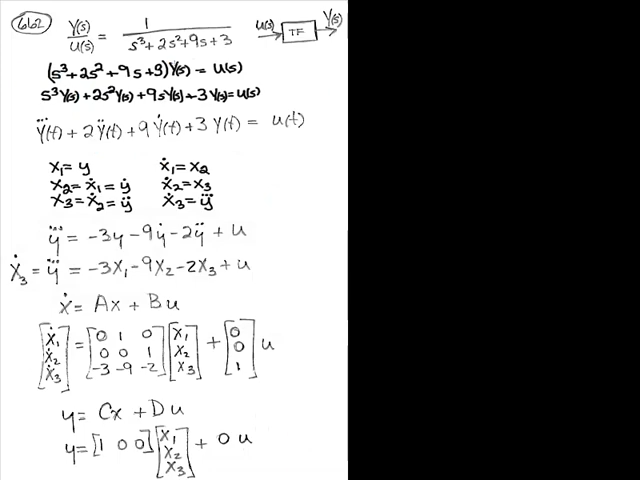 6.62
Y(s)/U(s) = 1/(s³+2s²+9s+3) U(s) → TF → Y(s)
(s³+2s²+9s+3)Y(s) = U(s)
s³Y(s)+2s²Y(s)+9sY(s)+3Y(s)=U(s)
y⃛(t)+2ÿ(t)+9ẏ(t)+3y(t) = u(t)
x₁=y ẋ₁=x₂
x₂=ẋ₁=ẏ ẋ₂=x₃
x₃=ẋ₂=ÿ ẋ₃=y⃛
y⃛ = -3y-9ẏ-2ÿ+u
ẋ₃ = y⃛ = -3x₁-9x₂-2x₃+u
ẋ = Ax + Bu
[ẋ₁ ẋ₂ ẋ₃] = [0 1 0; 0 0 1; -3 -9 -2] [x₁ x₂ x₃] + [0 0 1] u
y = Cx + Du
y = [1 0 0] [x₁ x₂ x₃] + 0 u